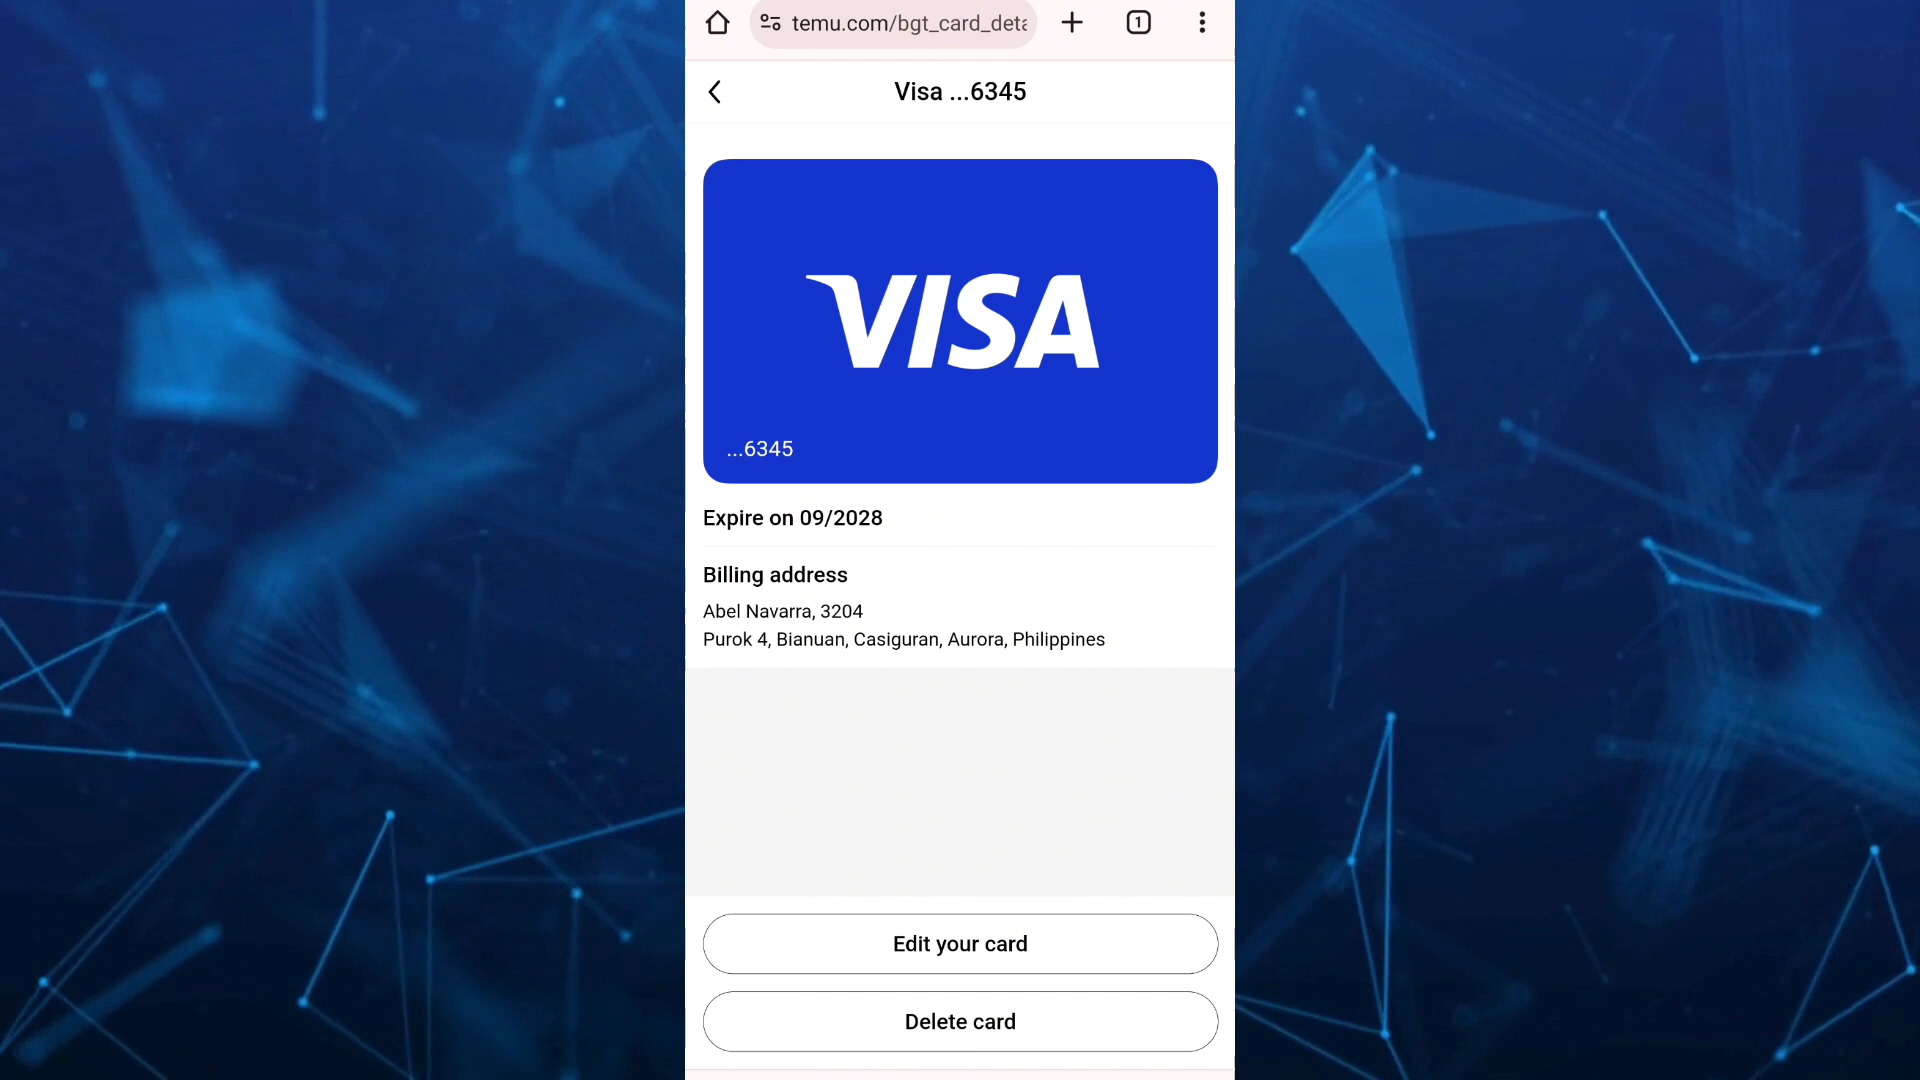 temu.com/bgt_card_deta
1
Visa ...6345
VISA
...6345
Expire on 09/2028
Billing address
Abel Navarra, 3204
Purok 4, Bianuan, Casiguran, Aurora, Philippines
Edit your card
Delete card